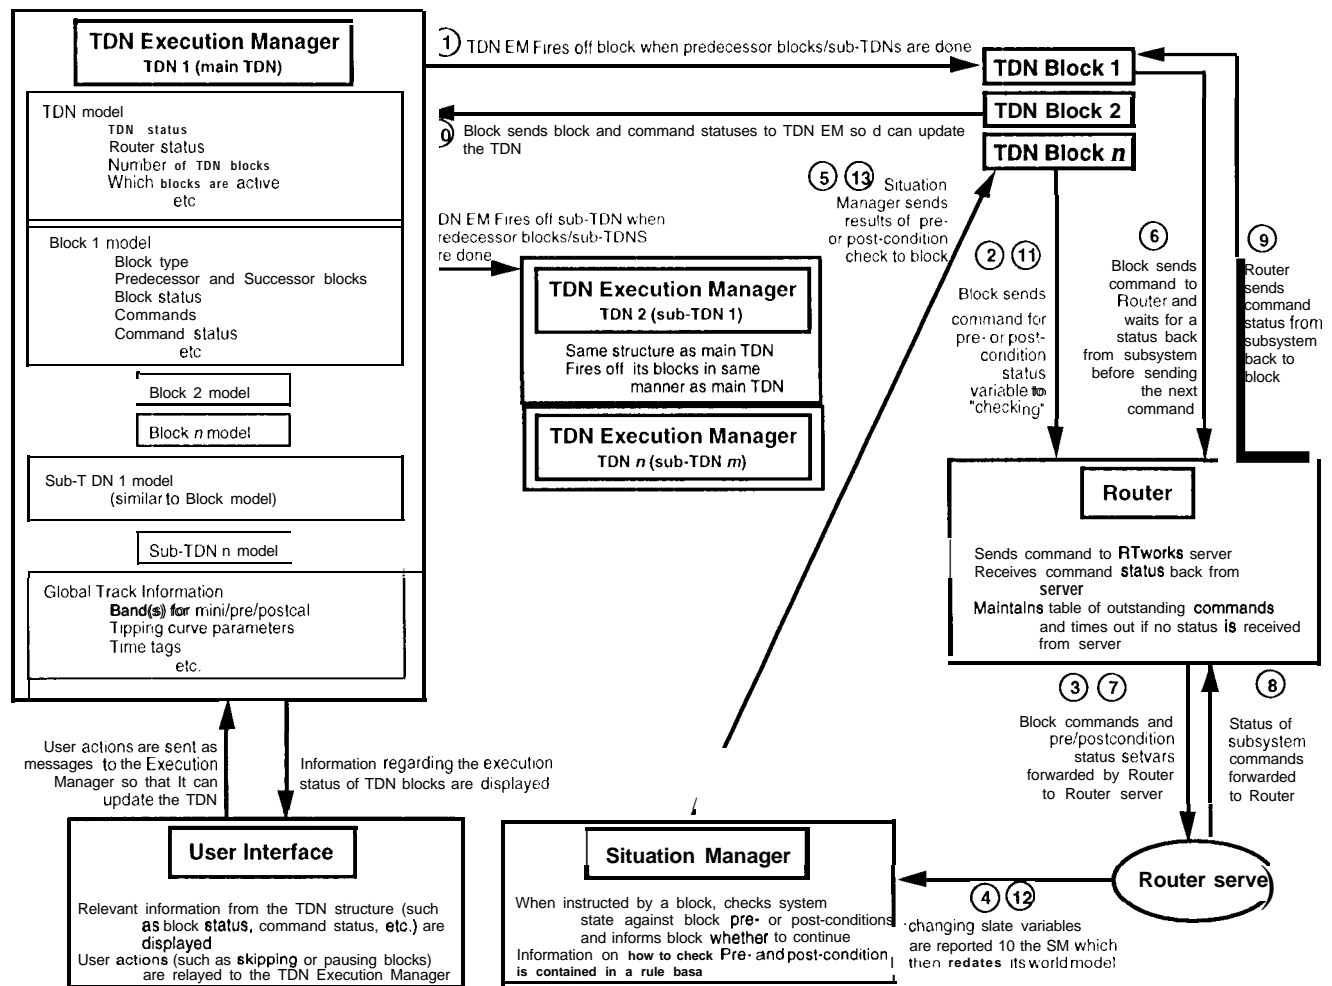 TDN Execution Manager
TDN 1 (main TDN)
TDN model
TDN status
Router status
Number of TDN blocks
Which blocks are active
etc
Block 1 model
Block type
Predecessor and Successor blocks
Block status
Commands
Command status
etc
Block 2 model
Block n model
Sub-T DN 1 model
(similar to Block model)
Sub-TDN n model
Global Track Information
Band(s) for mini/pre/postcal
Tipping curve parameters
Time tags
etc.
1 TDN EM Fires off block when predecessor blocks/sub-TDNs are done
Block sends block and command statuses to TDN EM so d can update
the TDN
DN EM Fires off sub-TDN when
redecessor blocks/sub-TDNS
re done
TDN Execution Manager
TDN 2 (sub-TDN 1)
Same structure as main TDN
Fires off its blocks in same
manner as main TDN
TDN Execution Manager
TDN n (sub-TDN m)
TDN Block 1
TDN Block 2
TDN Block n
5 13 Situation
Manager sends
results of pre-
or post-condition
check to block
2 11
Block sends
command for
pre- or post-
condition
status
variable to
"checking"
6
Block sends
command to
Router and
waits for a
status back
from subsystem
before sending
the next
command
9
Router
sends
command
status from
subsystem
back to
block
Router
Sends command to RTworks server
Receives command status back from
server
Maintains table of outstanding commands
and times out if no status is received
from server
3 7
Block commands and
pre/postcondition
status setvars
forwarded by Router
to Router server
8
Status of
subsystem
commands
forwarded
to Router
Router serve
4 12
changing slate variables
are reported 10 the SM which
then redates its world model
User actions are sent as
messages to the Execution
Manager so that It can
update the TDN
Information regarding the execution
status of TDN blocks are displayed
User Interface
Relevant information from the TDN structure (such
as block status, command status, etc.) are
displayed
User actions (such as skipping or pausing blocks)
are relayed to the TDN Execution Manager
Situation Manager
When instructed by a block, checks system
state against block pre- or post-conditions
and informs block whether to continue
Information on how to check Pre- and post-condition
is contained in a rule basa